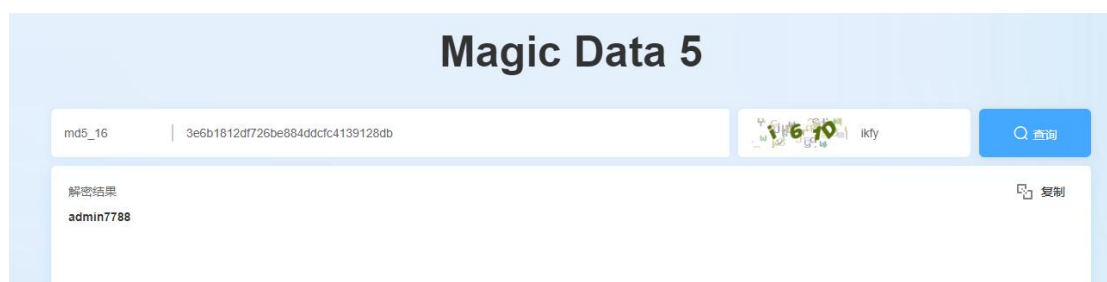 Magic Data 5
md5_16 3e6b1812df726be884ddcfc4139128db ikfy 查询
解密结果 复制
admin7788